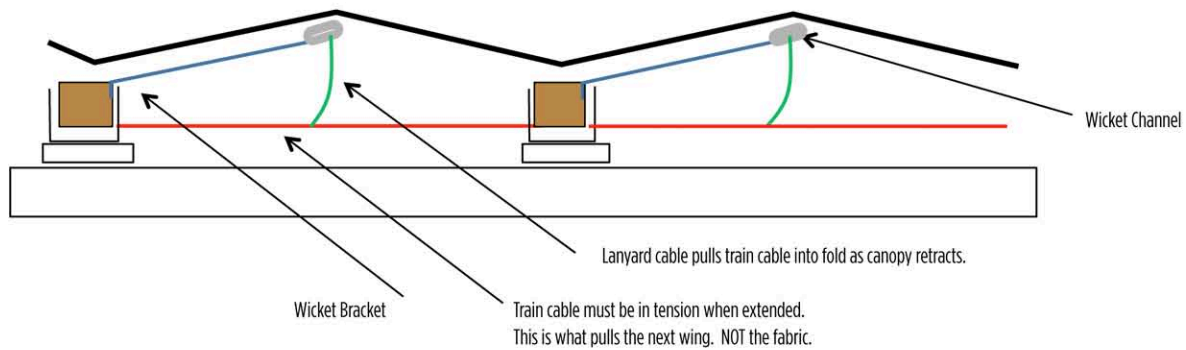 Wicket Channel
Lanyard cable pulls train cable into fold as canopy retracts.
Wicket Bracket
Train cable must be in tension when extended.
This is what pulls the next wing.  NOT the fabric.